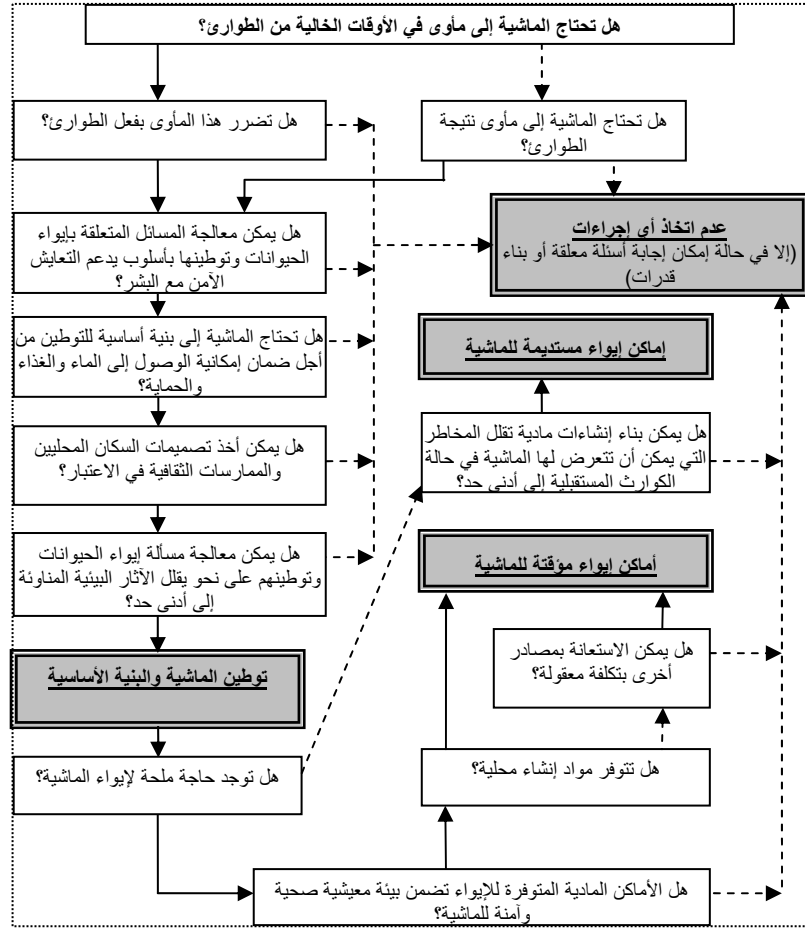 هل تحتاج الماشية إلى مأوى في الأوقات الخالية من الطوارئ؟
هل تضرر هذا المأوى بفعل الطوارئ؟
هل تحتاج الماشية إلى مأوى نتيجة
الطوارئ؟
عدم اتخاذ أي إجراءات
(إلا في حالة إمكان إجابة أسئلة معلقة أو بناء
قدرات)
هل يمكن معالجة المسائل المتعلقة بإيواء
الحيوانات وتوطينها بأسلوب يدعم التعايش
الآمن مع البشر؟
هل تحتاج الماشية إلى بنية أساسية للتوطين من
أجل ضمان إمكانية الوصول إلى الماء والغذاء
والحماية؟
إماكن إيواء مستديمة للماشية
هل يمكن أخذ تصميمات السكان المحليين
والممارسات الثقافية في الاعتبار؟
هل يمكن بناء إنشاءات مادية تقلل المخاطر
التي يمكن أن تتعرض لها الماشية في حالة
الكوارث المستقبلية إلى أدنى حد؟
هل يمكن معالجة مسألة إيواء الحيوانات
وتوطينهم على نحو يقلل الآثار البيئية المناوئة
إلى أدنى حد؟
أماكن إيواء مؤقتة للماشية
توطين الماشية والبنية الأساسية
هل يمكن الاستعانة بمصادر
أخرى بتكلفة معقولة؟
هل توجد حاجة ملحة لإيواء الماشية؟
هل تتوفر مواد إنشاء محلية؟
هل الأماكن المادية المتوفرة للإيواء تضمن بيئة معيشية صحية
وآمنة للماشية؟